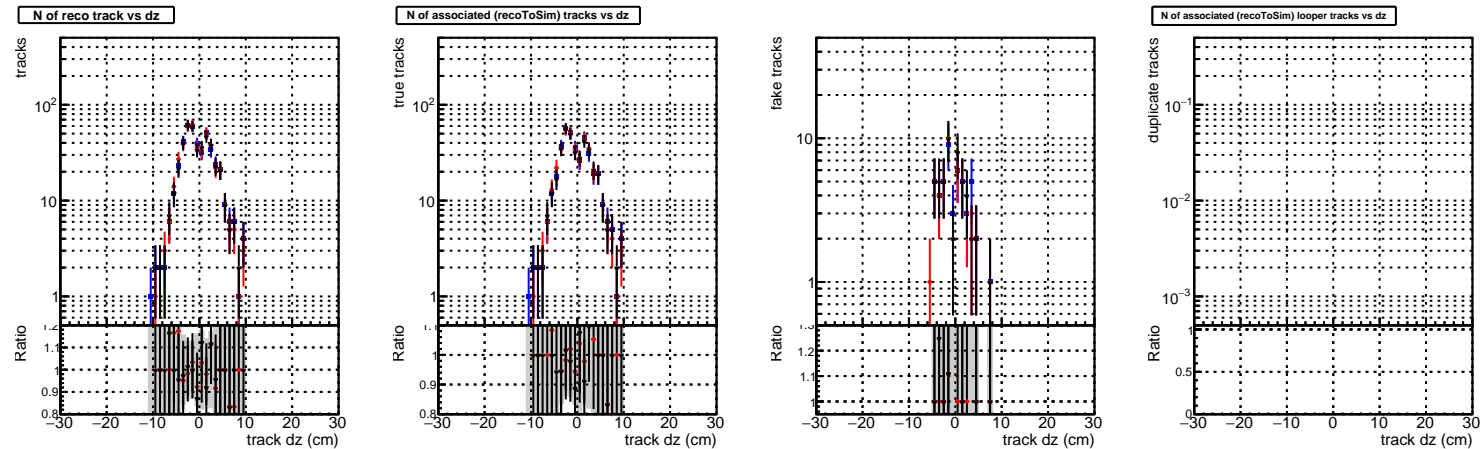 N of reco track vs dz
tracks
10²
10
1
Ratio
1.2
1.1
1
0.9
0.8
−30 −20 −10 0 10 20 30
track dz (cm)
N of associated (recoToSim) tracks vs dz
true tracks
10²
10
1
Ratio
1
0.9
0.8
−30 −20 −10 0 10 20 30
track dz (cm)
fake tracks
10
1
Ratio
1.3
1.2
1.1
1
−30 −20 −10 0 10 20 30
track dz (cm)
N of associated (recoToSim) looper tracks vs dz
duplicate tracks
10⁻¹
10⁻²
10⁻³
Ratio
1
0.5
0
−30 −20 −10 0 10 20 30
track dz (cm)